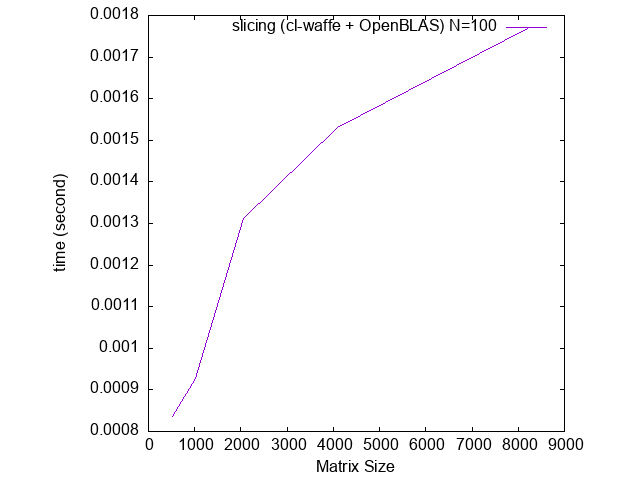 0.0018
slicing (cl-waffe + OpenBLAS) N=100
0.0017
0.0016
0.0015
0.0014
0.0013
0.0012
0.0011
0.001
0.0009
0.0008
time (second)
0 1000 2000 3000 4000 5000 6000 7000 8000 9000
Matrix Size